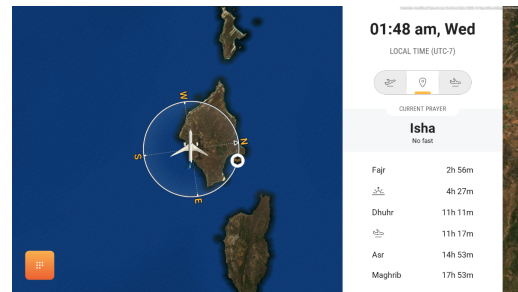 W
N
S
E
01:48 am, Wed
LOCAL TIME (UTC-7)
CURRENT PRAYER
Isha
No fast
Fajr 2h 56m
4h 27m
Dhuhr 11h 11m
11h 17m
Asr 14h 53m
Maghrib 17h 53m